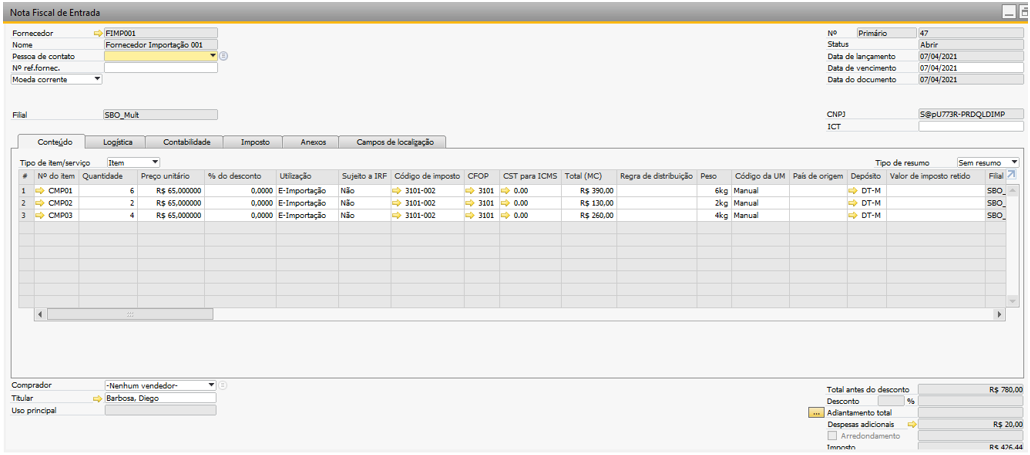 Nota Fiscal de Entrada
Fornecedor FIMP001
Nome Fornecedor Importação 001
Pessoa de contato
Nº ref.fornec.
Moeda corrente
Nº Primário 47
Status Abrir
Data de lançamento 07/04/2021
Data de vencimento 07/04/2021
Data do documento 07/04/2021
Filial SBO_Mult
CNPJ S@pU773R-PRDQLDIMP
ICT
Conteúdo Logística Contabilidade Imposto Anexos Campos de localização
Tipo de item/serviço Item Tipo de resumo Sem resumo
# Nº do item Quantidade Preço unitário % do desconto Utilização Sujeito a IRF Código de imposto CFOP CST para ICMS Total (MC) Regra de distribuição Peso Código da UM País de origem Depósito Valor de imposto retido Filial
1 CMP01 6 R$ 65,000000 0,0000 E-Importação Não 3101-002 3101 0.00 R$ 390,00 6kg Manual DT-M SBO_
2 CMP02 2 R$ 65,000000 0,0000 E-Importação Não 3101-002 3101 0.00 R$ 130,00 2kg Manual DT-M SBO_
3 CMP03 4 R$ 65,000000 0,0000 E-Importação Não 3101-002 3101 0.00 R$ 260,00 4kg Manual DT-M SBO_
Comprador -Nenhum vendedor-
Titular Barbosa, Diego
Uso principal
Total antes do desconto R$ 780,00
Desconto %
... Adiantamento total
Despesas adicionais R$ 20,00
Arredondamento
Imposto R$ 426,44